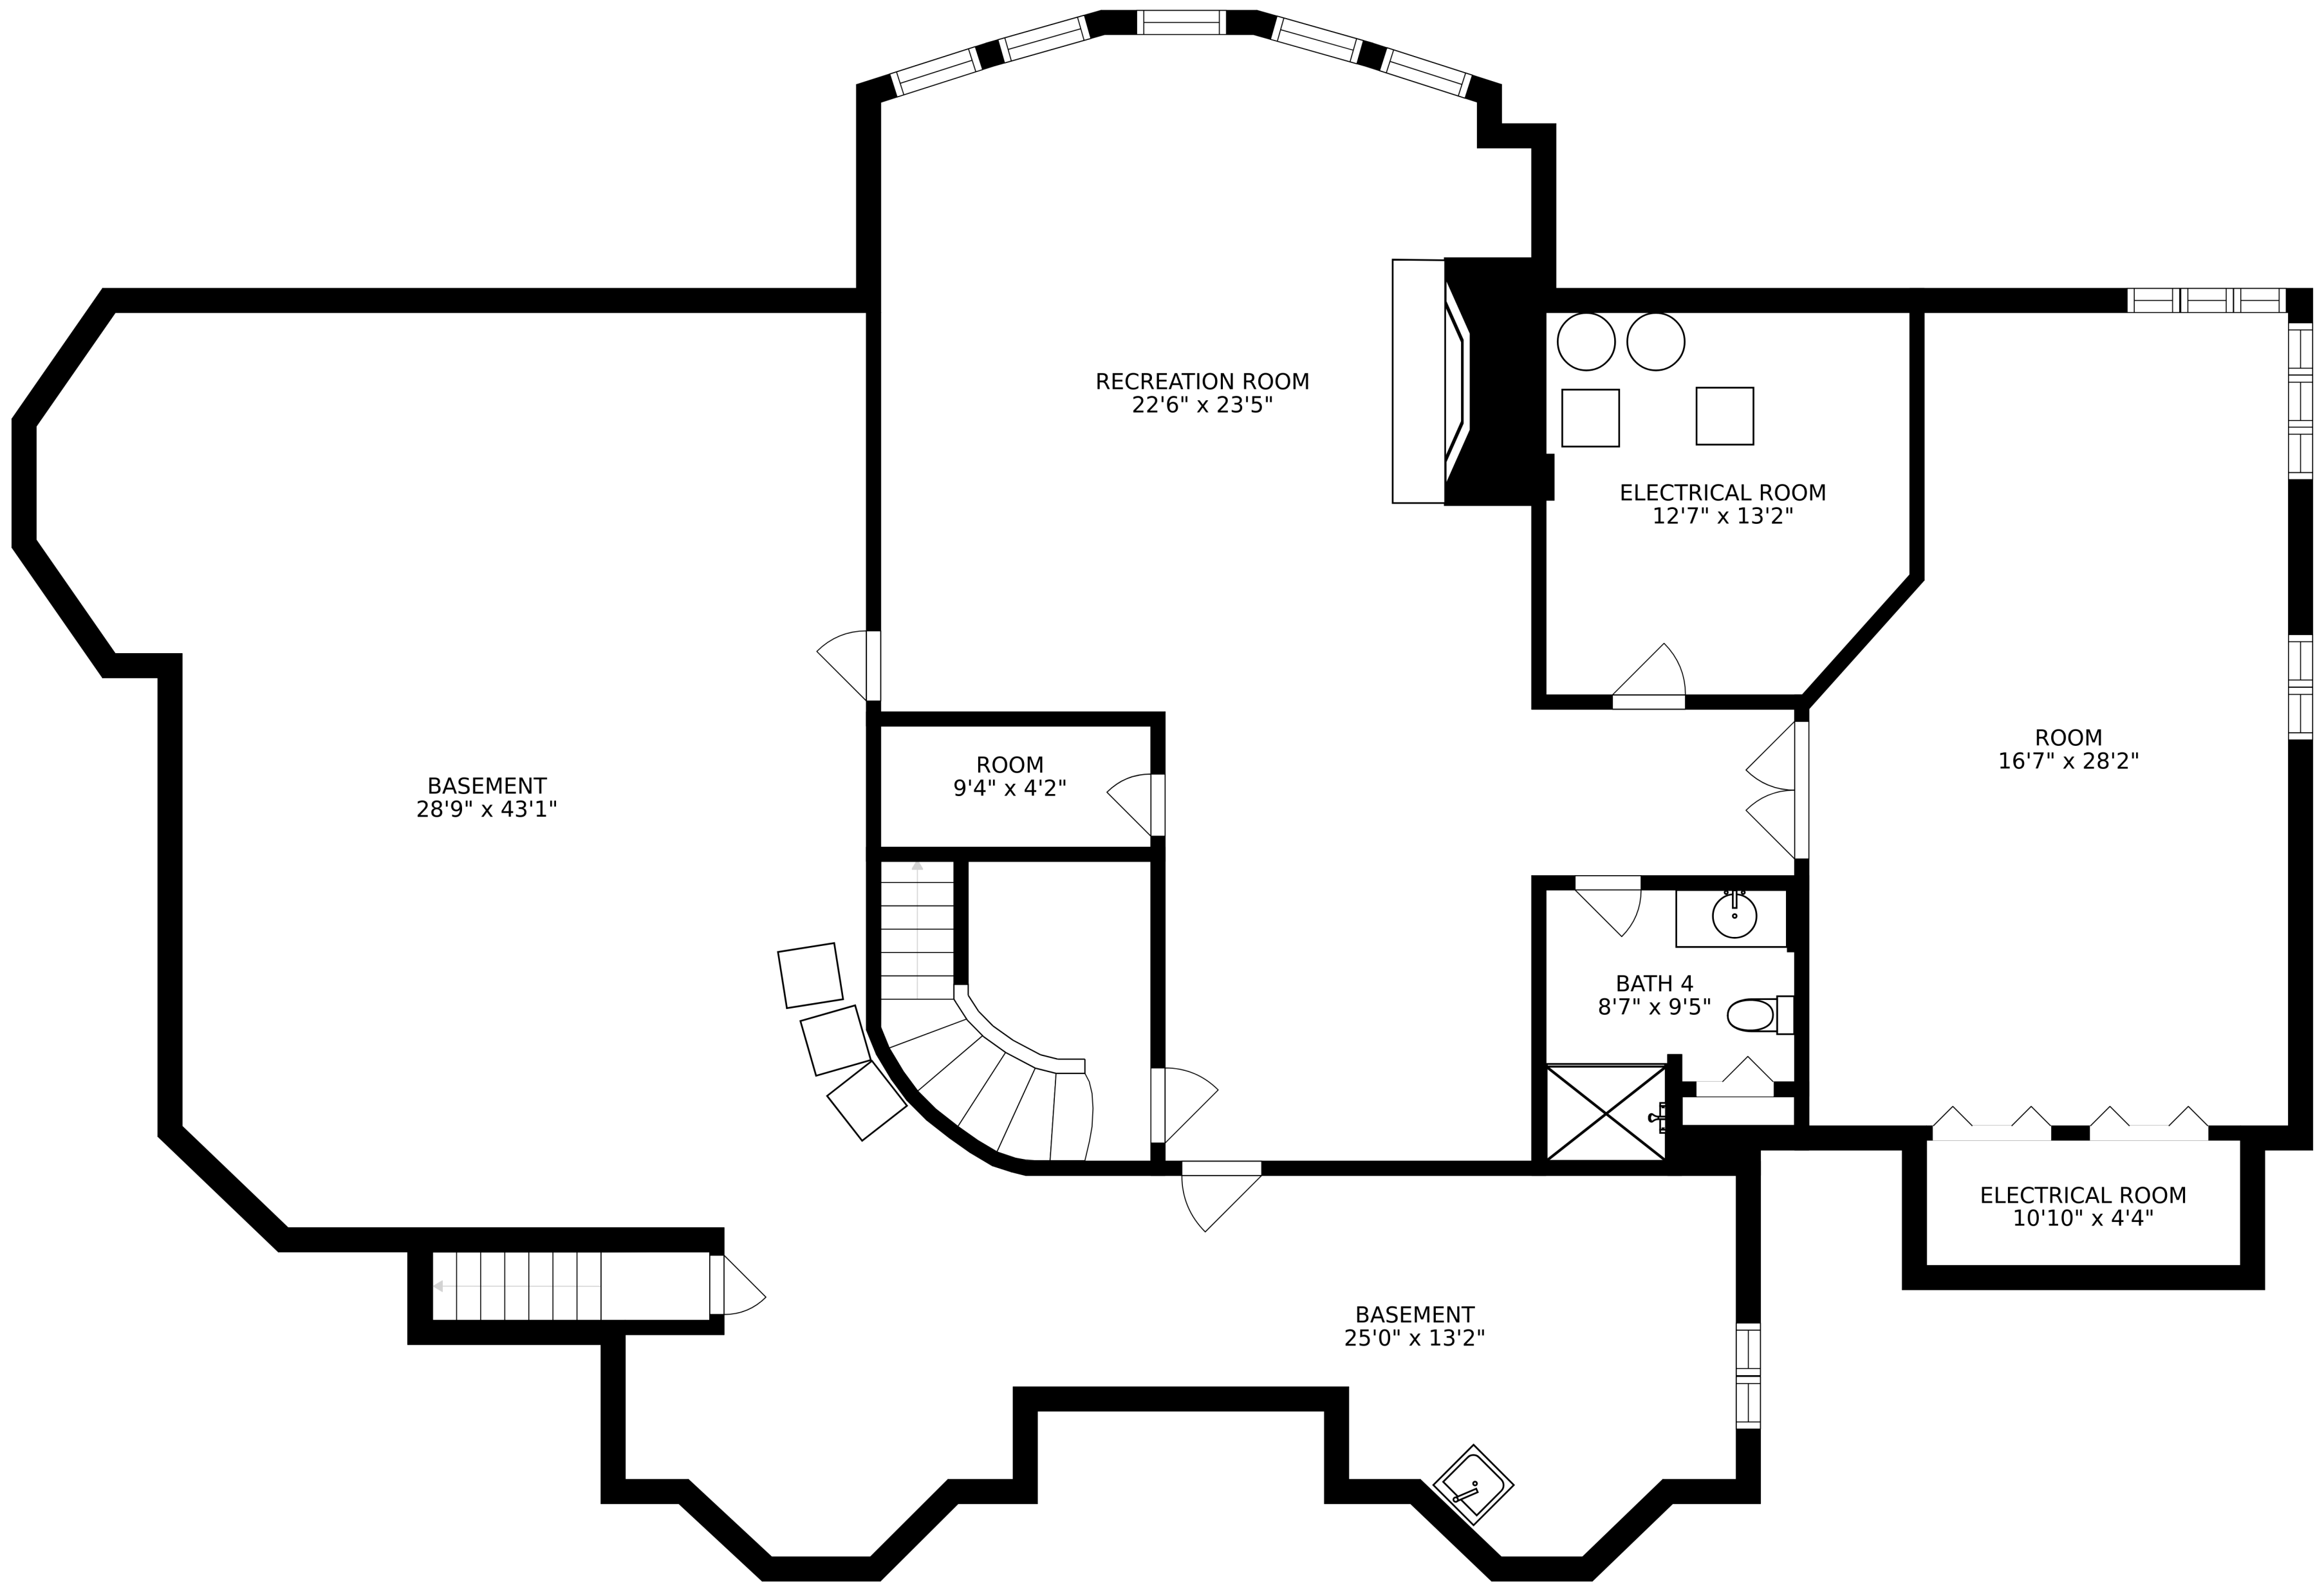 RECREATION ROOM
22'6" x 23'5"
ELECTRICAL ROOM
12'7" x 13'2"
ROOM
16'7" x 28'2"
ROOM
9'4" x 4'2"
BASEMENT
28'9" x 43'1"
BATH 4
8'7" x 9'5"
ELECTRICAL ROOM
10'10" x 4'4"
BASEMENT
25'0" x 13'2"